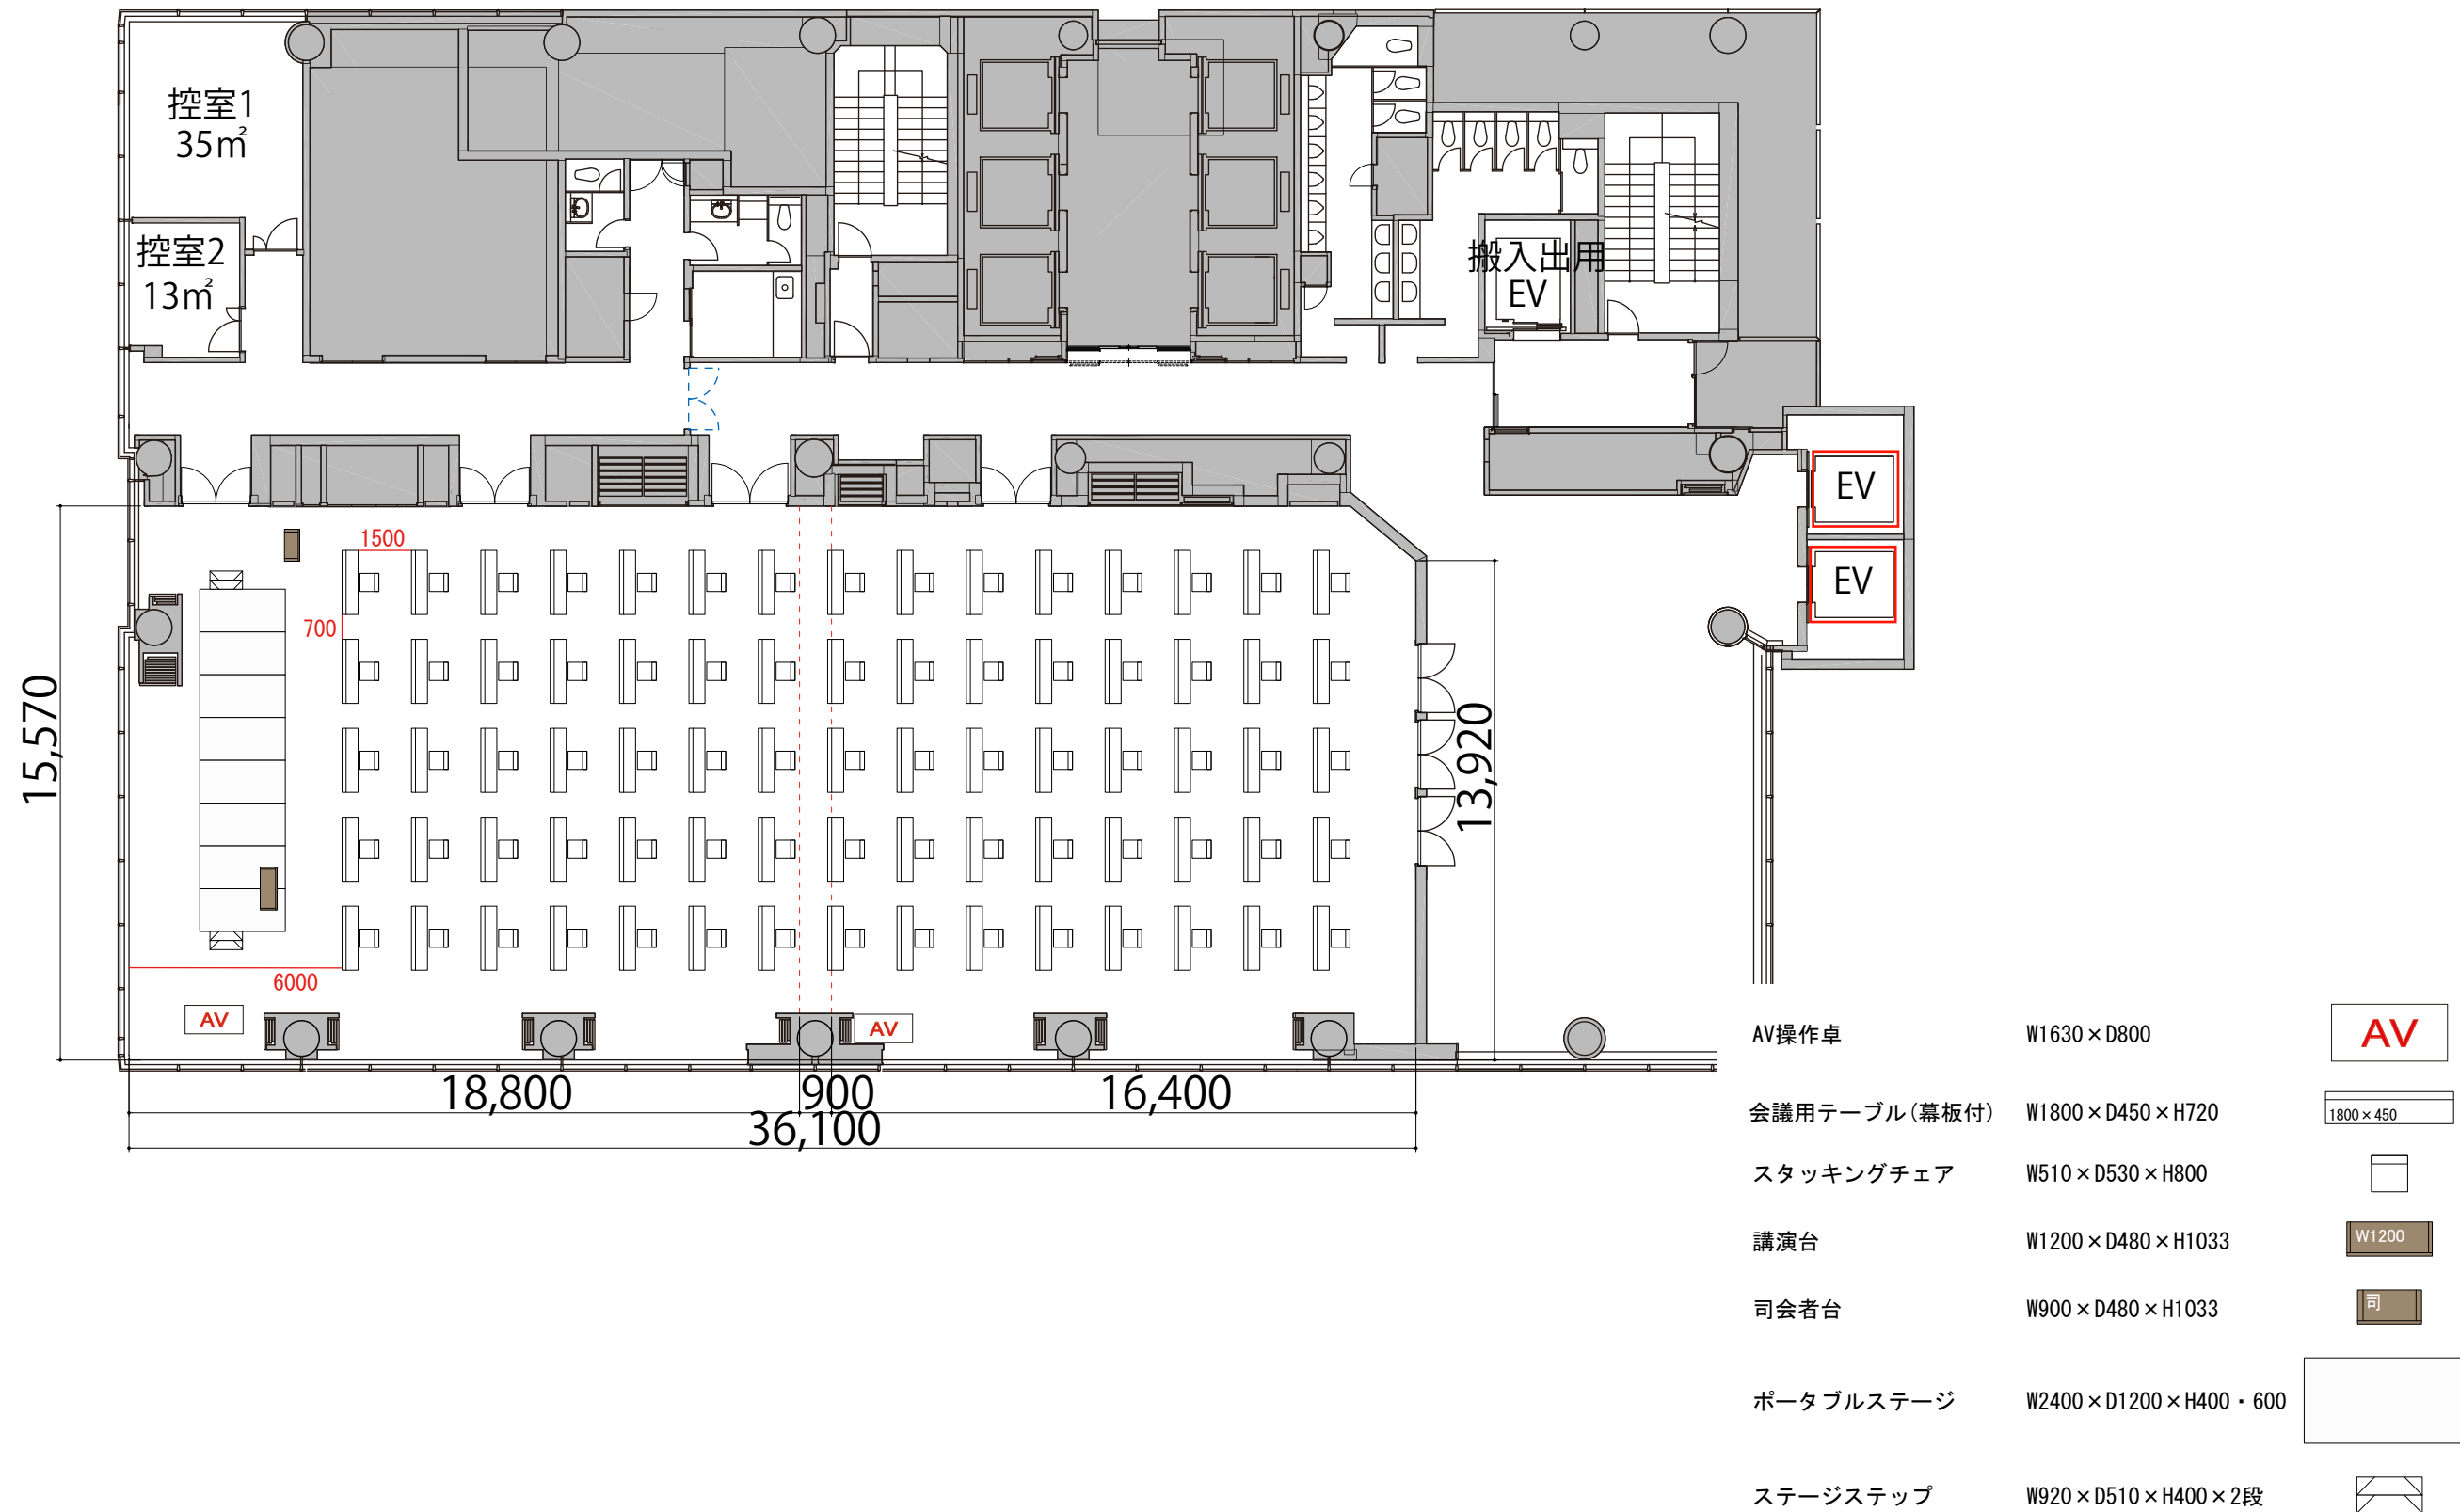 控室1
35㎡
控室2
13㎡
搬入出用
EV
EV
EV
1500
700
6000
15,570
13,920
AV
AV
18,800
900
16,400
36,100
AV操作卓 W1630×D800 AV
会議用テーブル(幕板付) W1800×D450×H720 1800×450
スタッキングチェア W510×D530×H800
講演台 W1200×D480×H1033 W1200
司会者台 W900×D480×H1033 司
ポータブルステージ W2400×D1200×H400・600
ステージステップ W920×D510×H400×2段